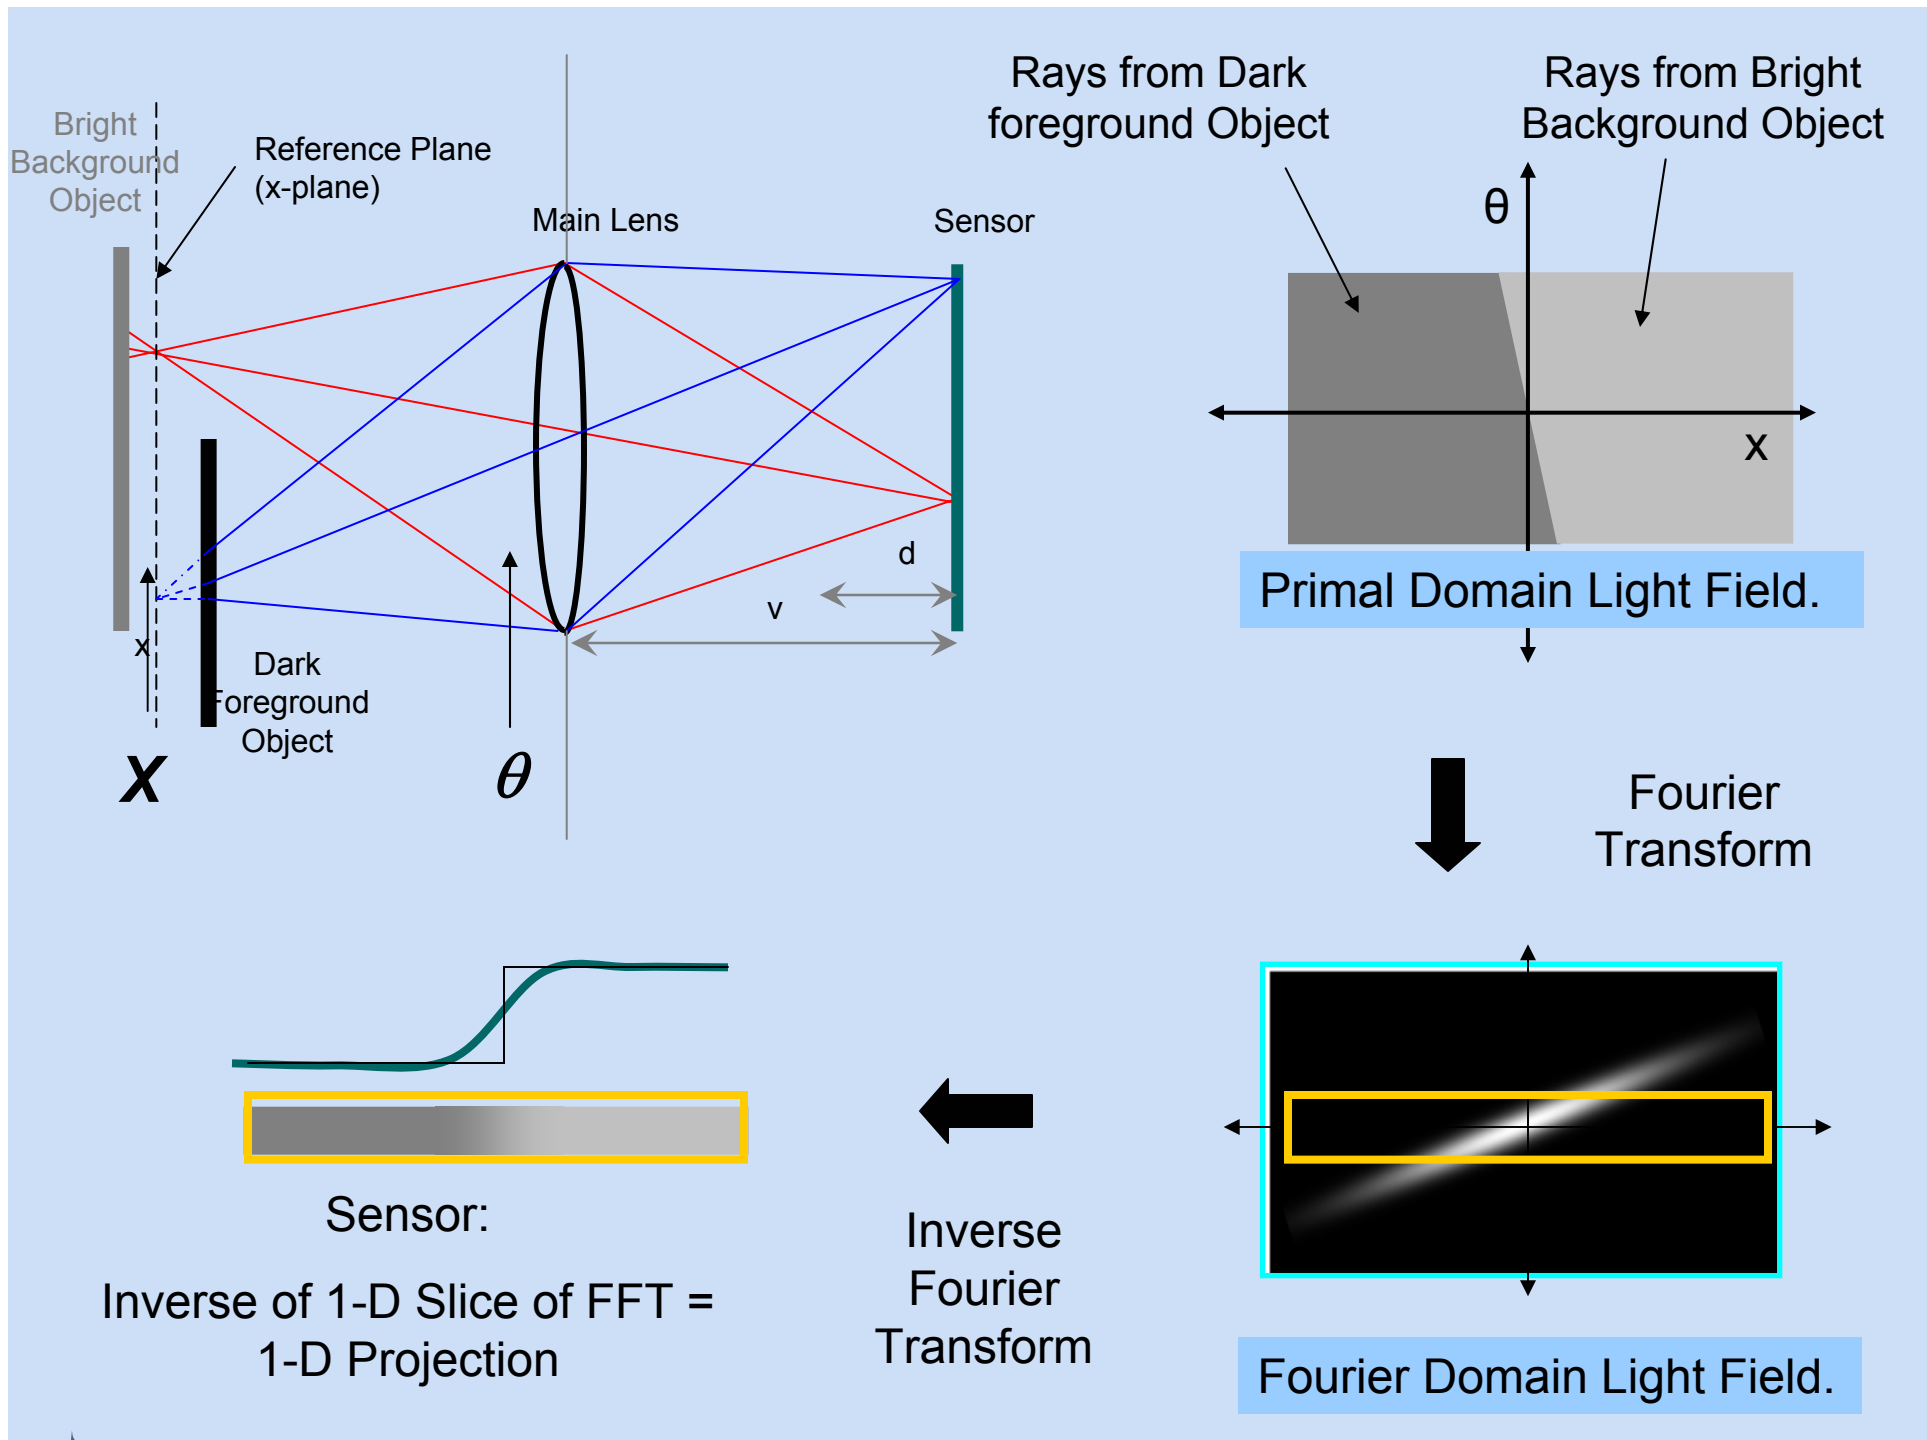 Bright
Background
Object
Reference Plane
(x-plane)
Main Lens
Sensor
d
v
x
Dark
Foreground
Object
X
θ
Rays from Dark
foreground Object
Rays from Bright
Background Object
θ
x
Primal Domain Light Field.
Fourier
Transform
Fourier Domain Light Field.
Inverse
Fourier
Transform
Sensor:
Inverse of 1-D Slice of FFT =
1-D Projection